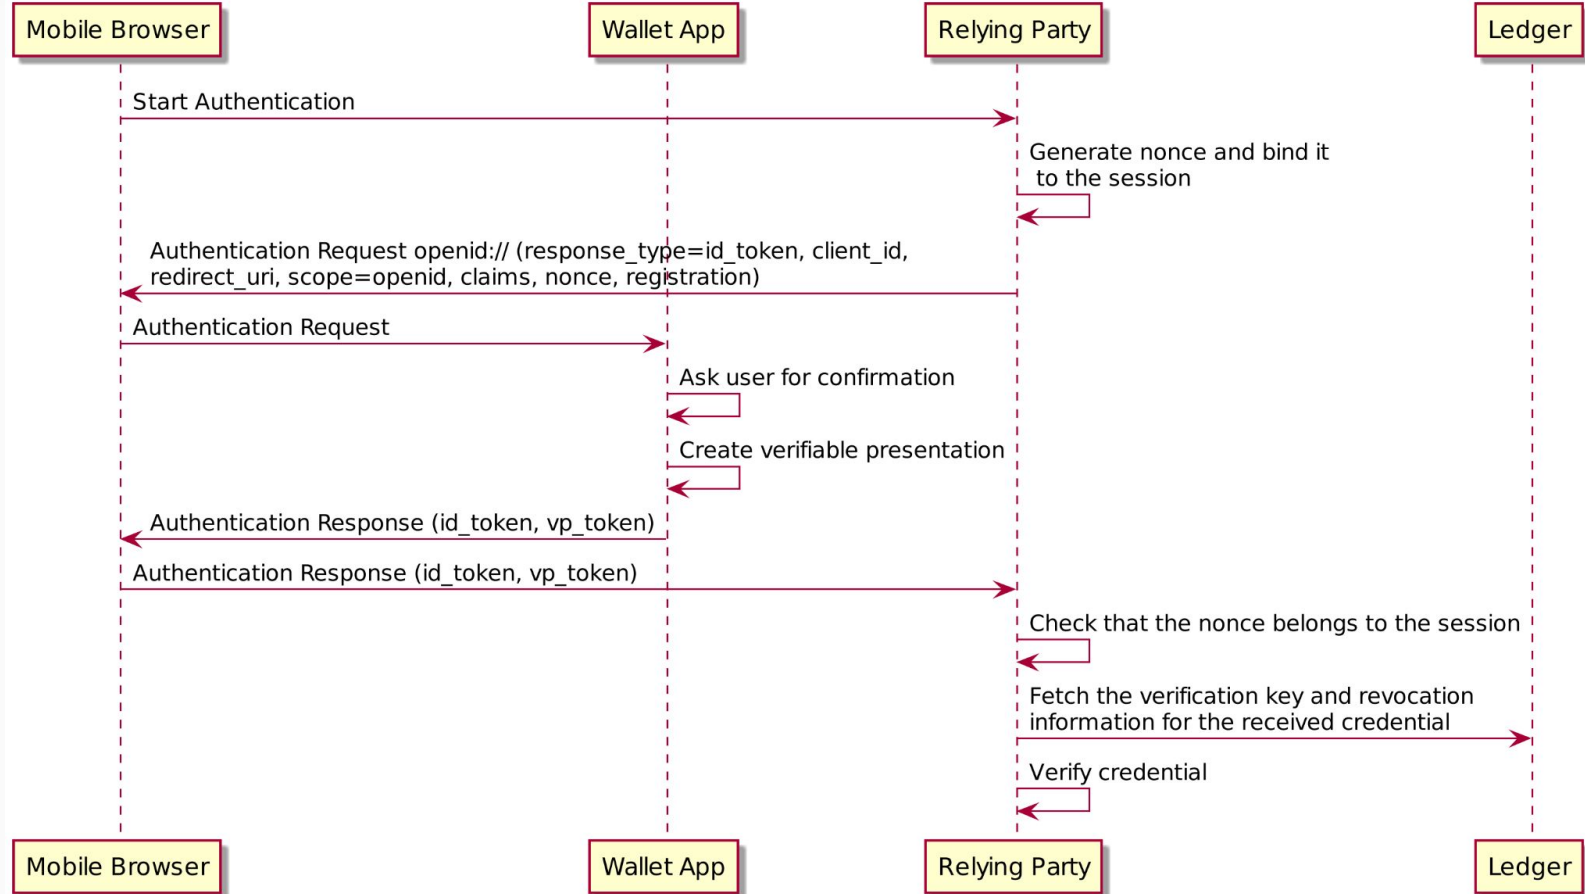 Mobile Browser
Wallet App
Relying Party
Ledger
Start Authentication
Generate nonce and bind it
to the session
Authentication Request openid:// (response_type=id_token, client_id,
redirect_uri, scope=openid, claims, nonce, registration)
Authentication Request
Ask user for confirmation
Create verifiable presentation
Authentication Response (id_token, vp_token)
Authentication Response (id_token, vp_token)
Check that the nonce belongs to the session
Fetch the verification key and revocation
information for the received credential
Verify credential
Mobile Browser
Wallet App
Relying Party
Ledger